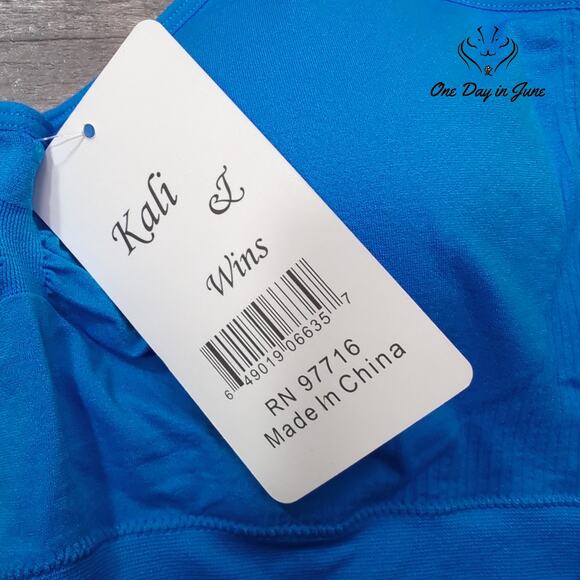 One Day in June
Kali
&
Wins
6 49019 06635 7
RN 97716
Made In China